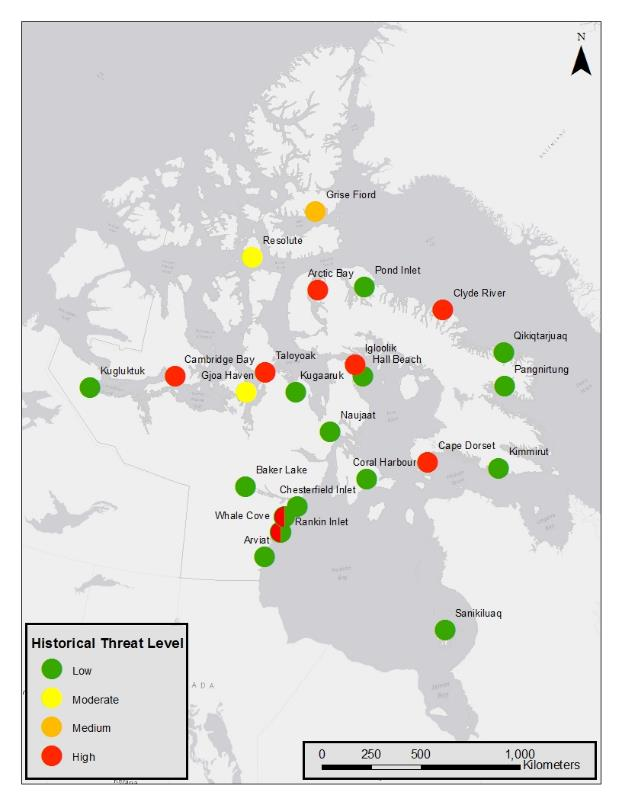 N
Grise Fiord
Resolute
Arctic Bay
Pond Inlet
Clyde River
Qikiqtarjuaq
Igloolik
Cambridge Bay
Taloyoak
Hall Beach
Kugluktuk
Gjoa Haven
Kugaaruk
Pangnirtung
Naujaat
Cape Dorset
Kimmirut
Baker Lake
Coral Harbour
Chesterfield Inlet
Whale Cove
Rankin Inlet
Arviat
Sanikiluaq
Historical Threat Level
Low
Moderate
Medium
High
ADA
0 250 500 1,000
Kilometers